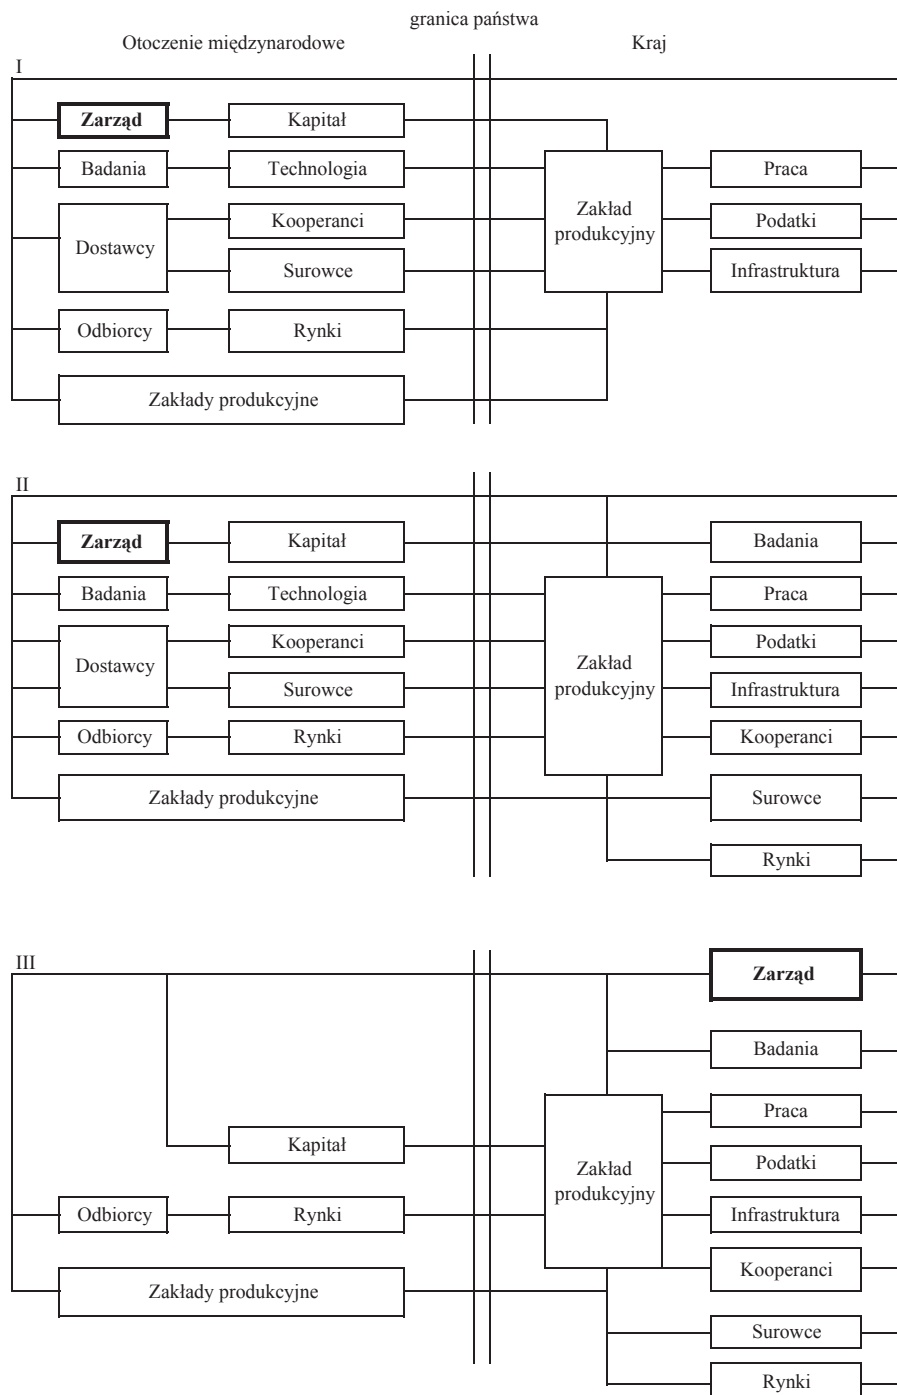 granica państwa
Otoczenie międzynarodowe
Kraj
I
Zarząd
Kapitał
Badania
Technologia
Praca
Dostawcy
Kooperanci
Zakład
produkcyjny
Podatki
Surowce
Infrastruktura
Odbiorcy
Rynki
Zakłady produkcyjne
II
Zarząd
Kapitał
Badania
Badania
Technologia
Praca
Dostawcy
Kooperanci
Zakład
produkcyjny
Podatki
Surowce
Infrastruktura
Odbiorcy
Rynki
Kooperanci
Zakłady produkcyjne
Surowce
Rynki
III
Zarząd
Badania
Praca
Kapitał
Zakład
produkcyjny
Podatki
Odbiorcy
Rynki
Infrastruktura
Kooperanci
Zakłady produkcyjne
Surowce
Rynki